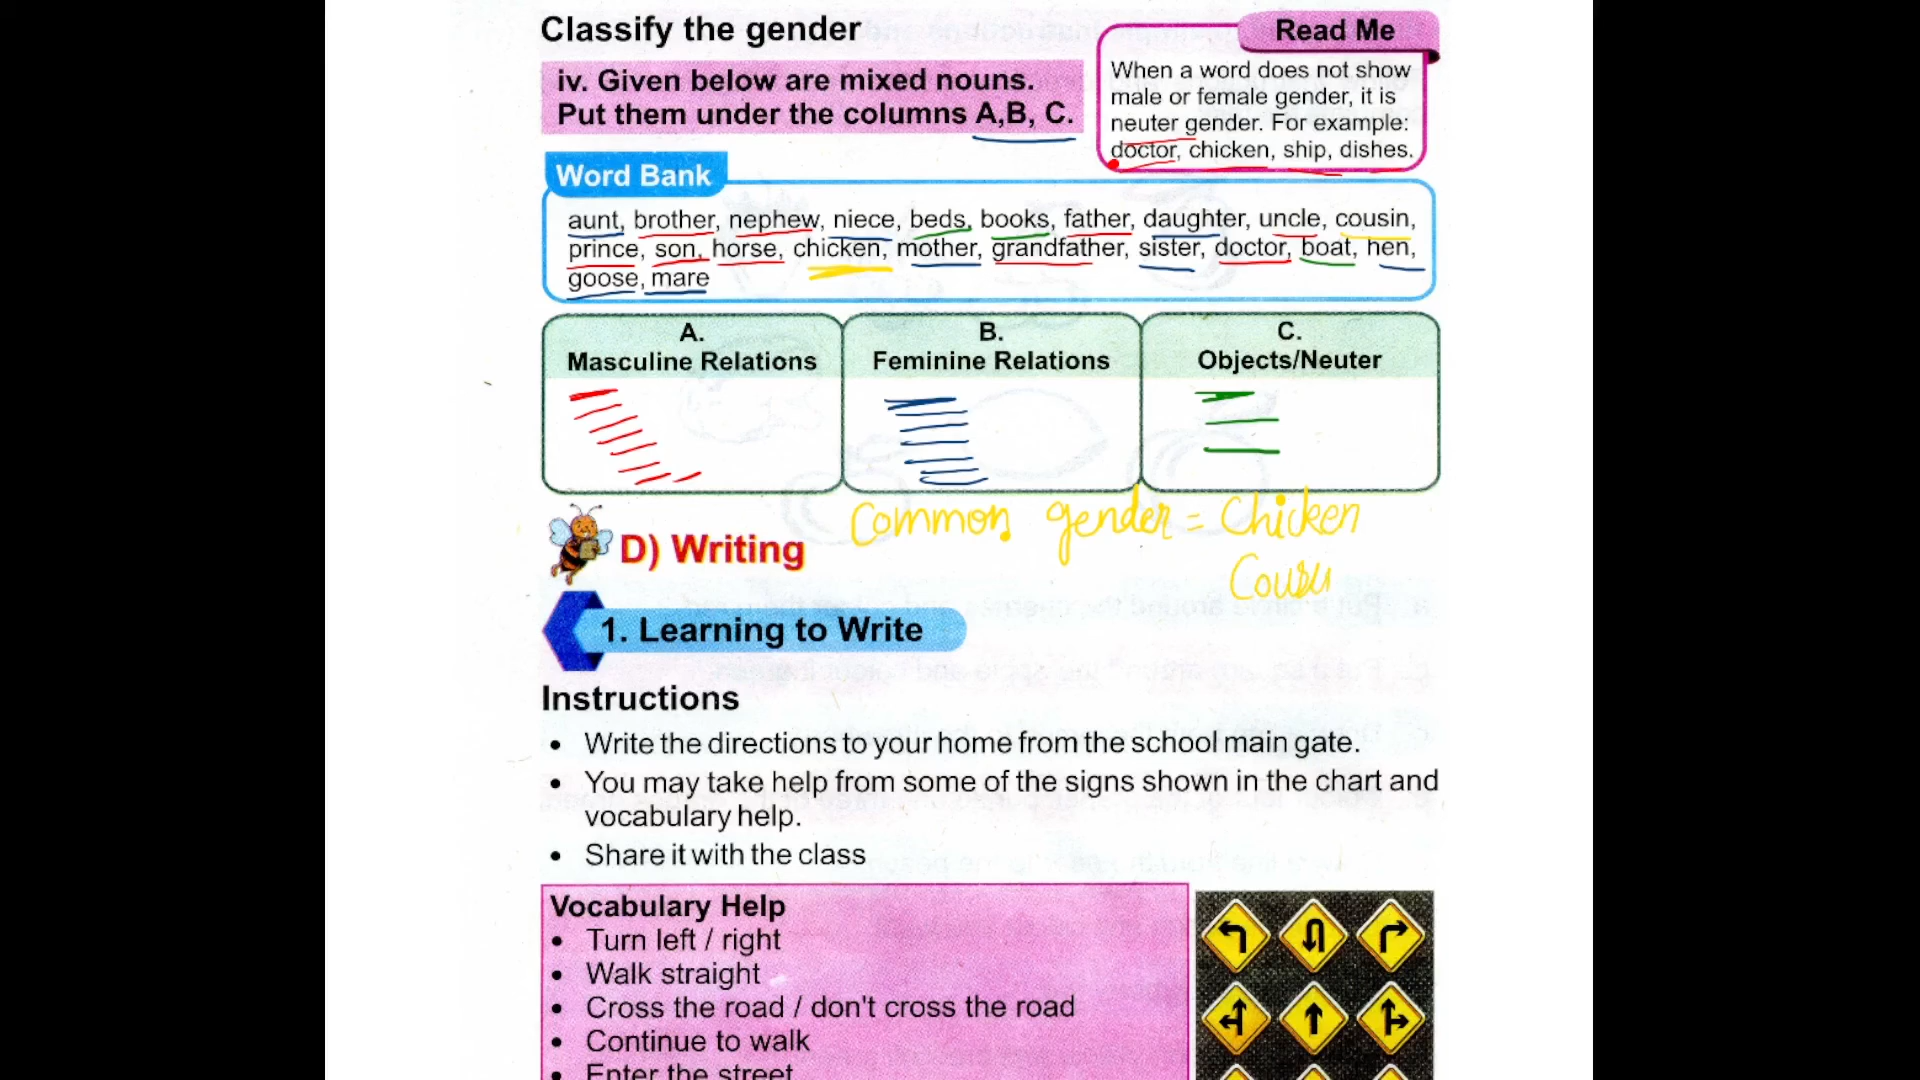 Classify the gender
iv. Given below are mixed nouns.
Put them under the columns A,B, C.
Read Me
When a word does not show
male or female gender, it is
neuter gender. For example:
doctor, chicken, ship, dishes.
Word Bank
aunt, brother, nephew, niece, beds, books, father, daughter, uncle, cousin,
prince, son, horse, chicken, mother, grandfather, sister, doctor, boat, hen,
goose, mare
A.
Masculine Relations
B.
Feminine Relations
C.
Objects/Neuter
Common gender = Chicken
D) Writing
1. Learning to Write
Instructions
• Write the directions to your home from the school main gate.
• You may take help from some of the signs shown in the chart and
vocabulary help.
• Share it with the class
Vocabulary Help
• Turn left / right
• Walk straight
• Cross the road / don't cross the road
• Continue to walk
• Enter the street